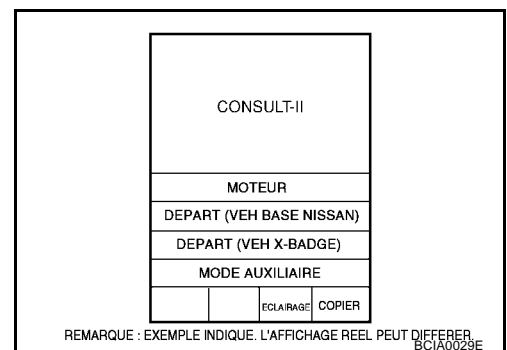 CONSULT-II
MOTEUR
DEPART (VEH BASE NISSAN)
DEPART (VEH X-BADGE)
MODE AUXILIAIRE
ECLAIRAGE COPIER
REMARQUE : EXEMPLE INDIQUE. L'AFFICHAGE REEL PEUT DIFFERER.
BCIA0029E